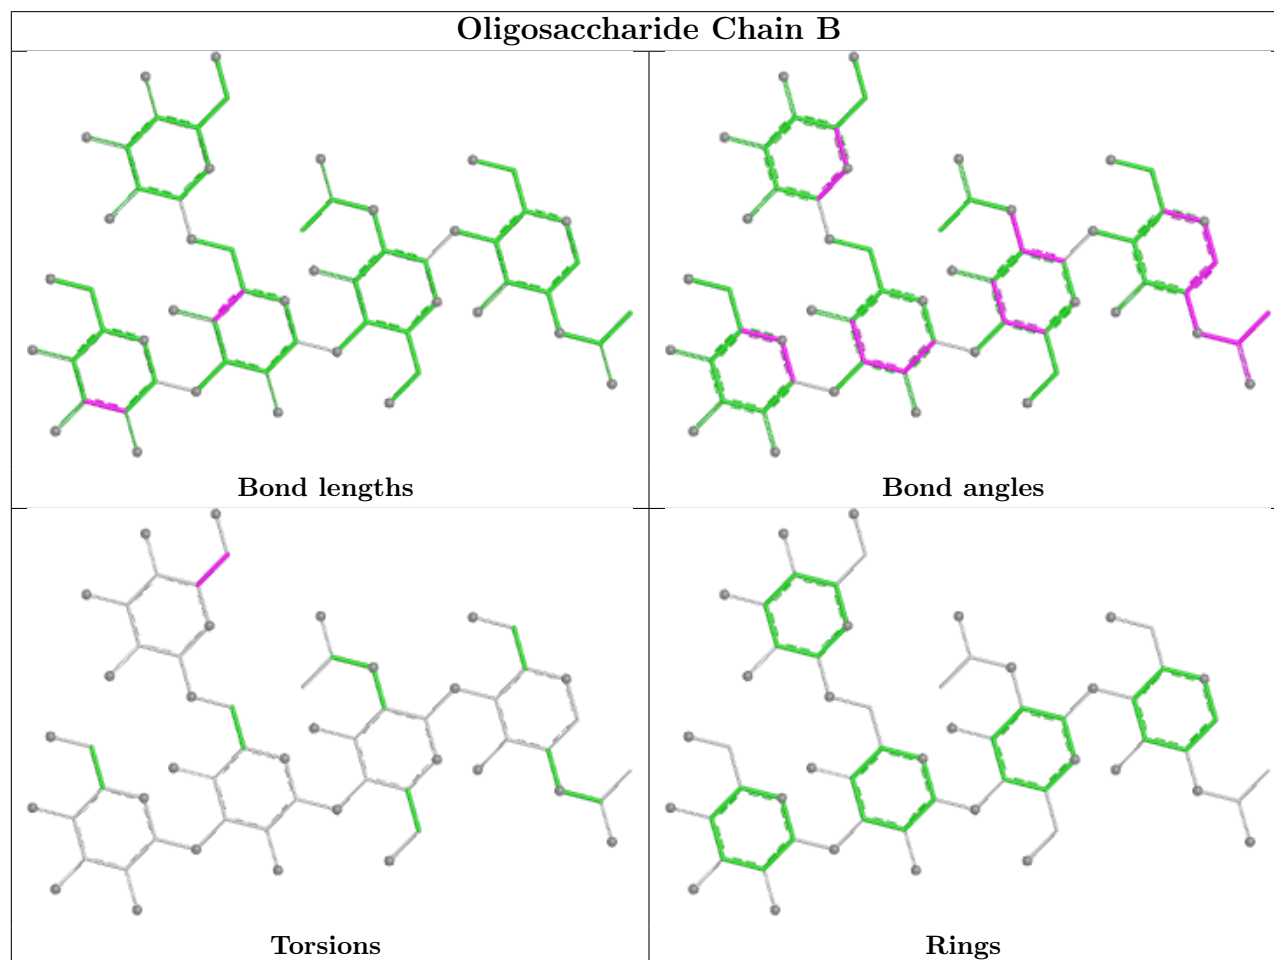 Oligosaccharide Chain B
Bond lengths
Bond angles
Torsions
Rings